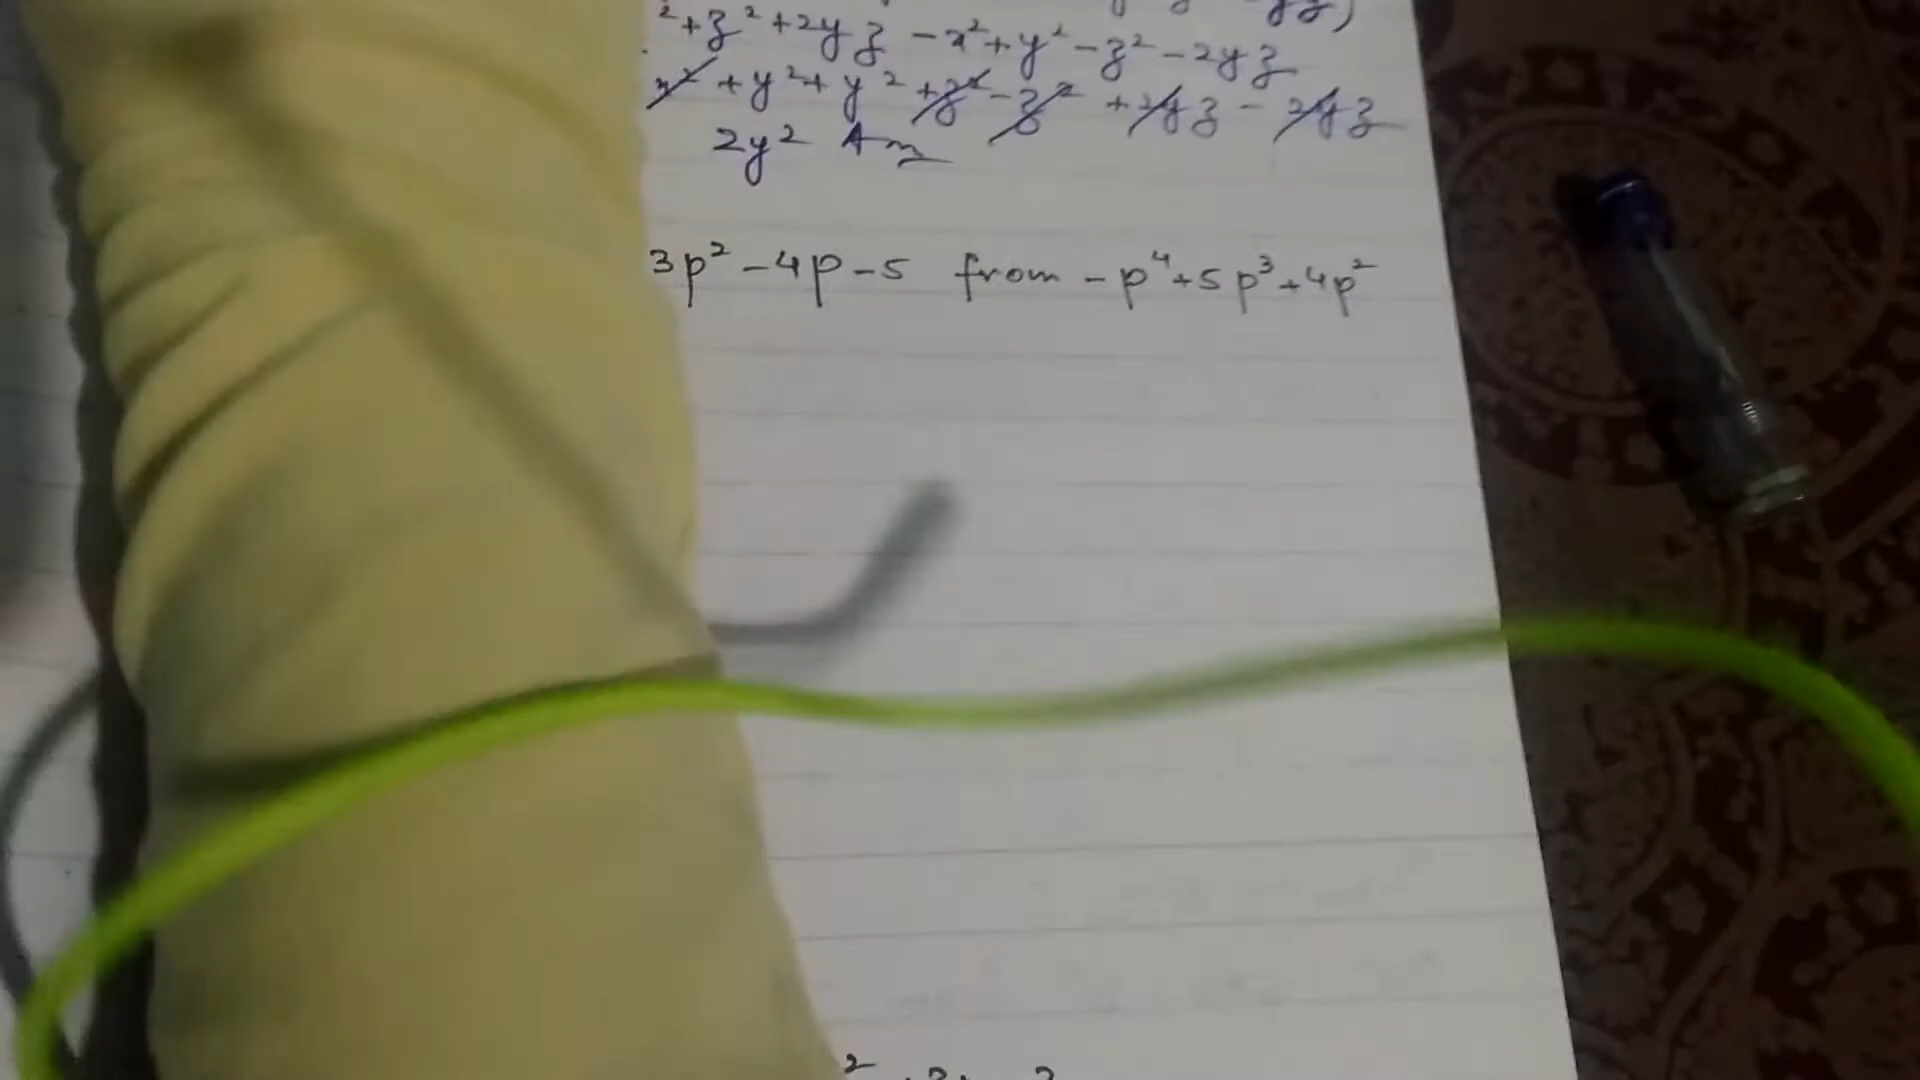 ²+z²+2yz -x²+y²-z²-2yz
x²+y²+y²+z²-z²+2yz-2yz
2y² Ans
3p²-4p-5 from -p⁴+5p³+4p²